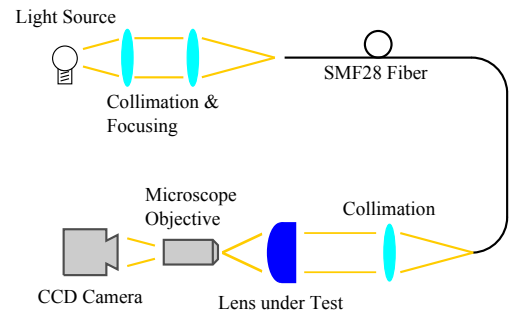 Light Source
Collimation &
Focusing
SMF28 Fiber
Microscope
Objective
Collimation
CCD Camera
Lens under Test